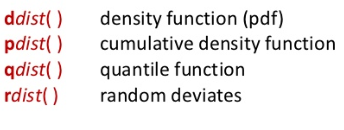 ddist( ) density function (pdf)
pdist( ) cumulative density function
qdist( ) quantile function
rdist( ) random deviates